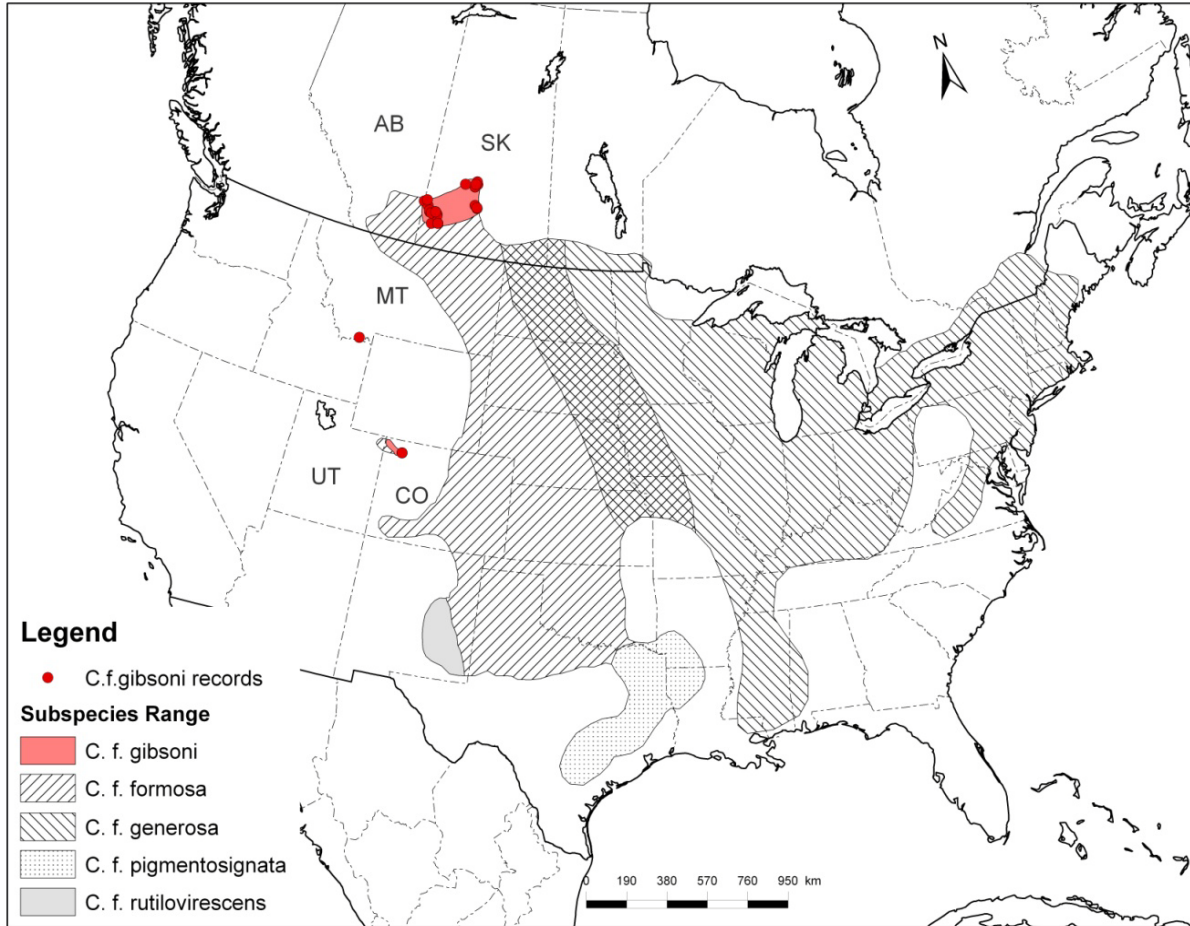 N
AB
SK
MT
UT
CO
Legend
C.f.gibsoni records
Subspecies Range
C. f. gibsoni
C. f. formosa
C. f. generosa
C. f. pigmentosignata
C. f. rutilovirescens
0 190 380 570 760 950 km